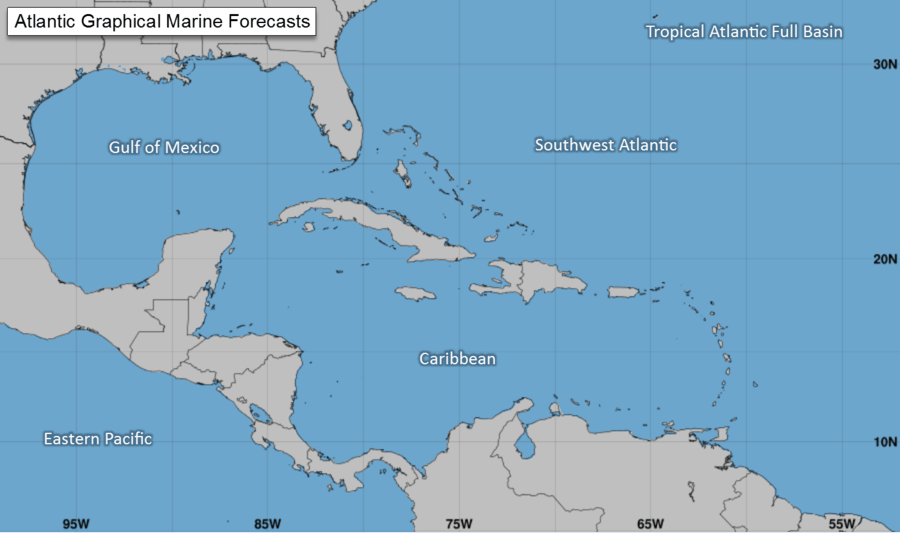 Atlantic Graphical Marine Forecasts
Tropical Atlantic Full Basin
30N
Gulf of Mexico
Southwest Atlantic
20N
Caribbean
Eastern Pacific
10N
95W
85W
75W
65W
55W